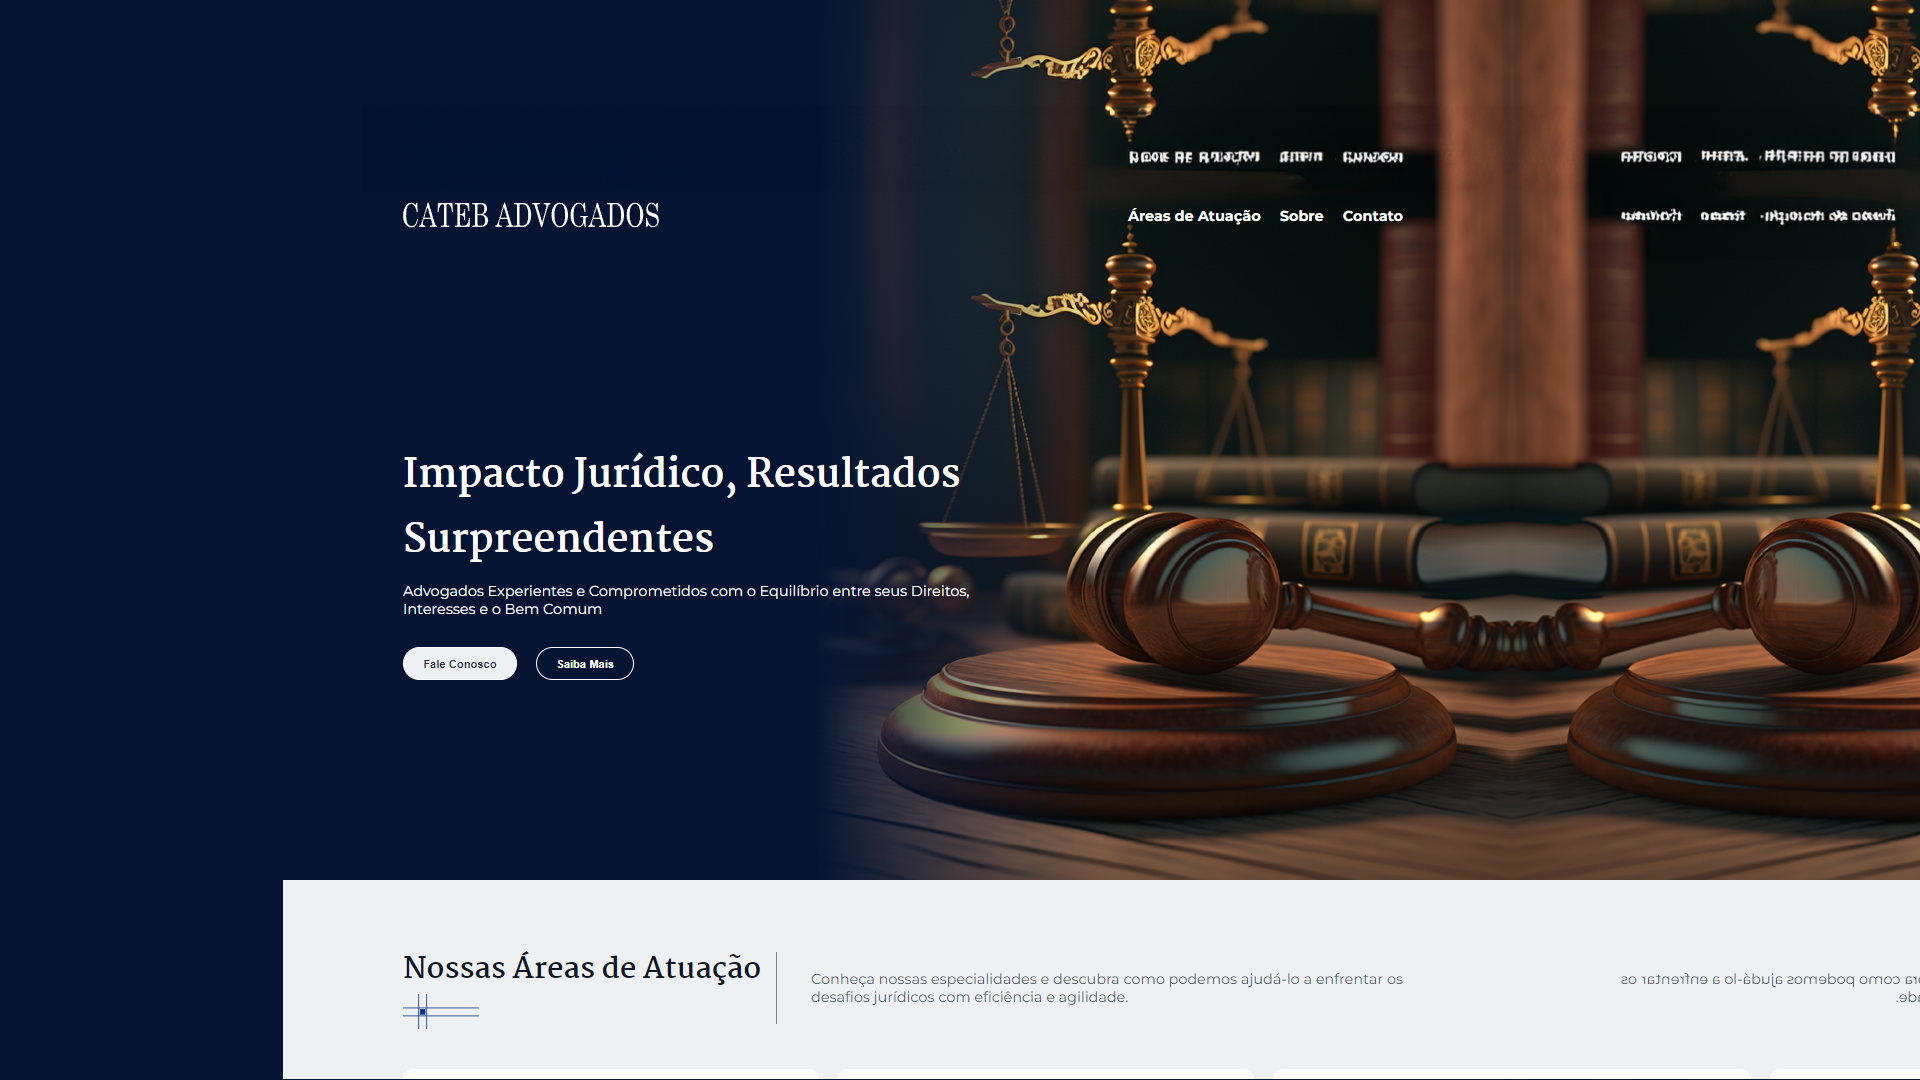 CATEB ADVOGADOS
Áreas de Atuação Sobre Contato
Impacto Jurídico, Resultados
Surpreendentes
Advogados Experientes e Comprometidos com o Equilíbrio entre seus Direitos,
Interesses e o Bem Comum
Fale Conosco Saiba Mais
Nossas Áreas de Atuação
Conheça nossas especialidades e descubra como podemos ajudá-lo a enfrentar os
desafios jurídicos com eficiência e agilidade.